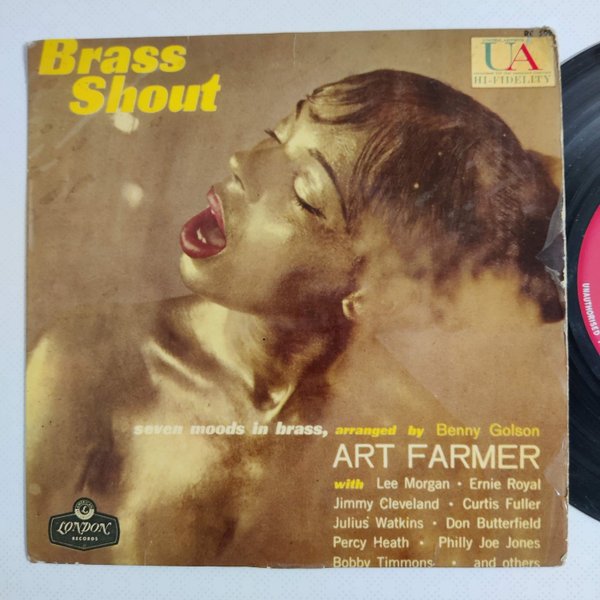 Brass
Shout
UA
HI-FIDELITY
seven moods in brass, arranged by Benny Golson
ART FARMER
with Lee Morgan · Ernie Royal
Jimmy Cleveland · Curtis Fuller
Julius Watkins · Don Butterfield
Percy Heath · Philly Joe Jones
Bobby Timmons · and others
LONDON
RECORDS
UNAUTHORISED